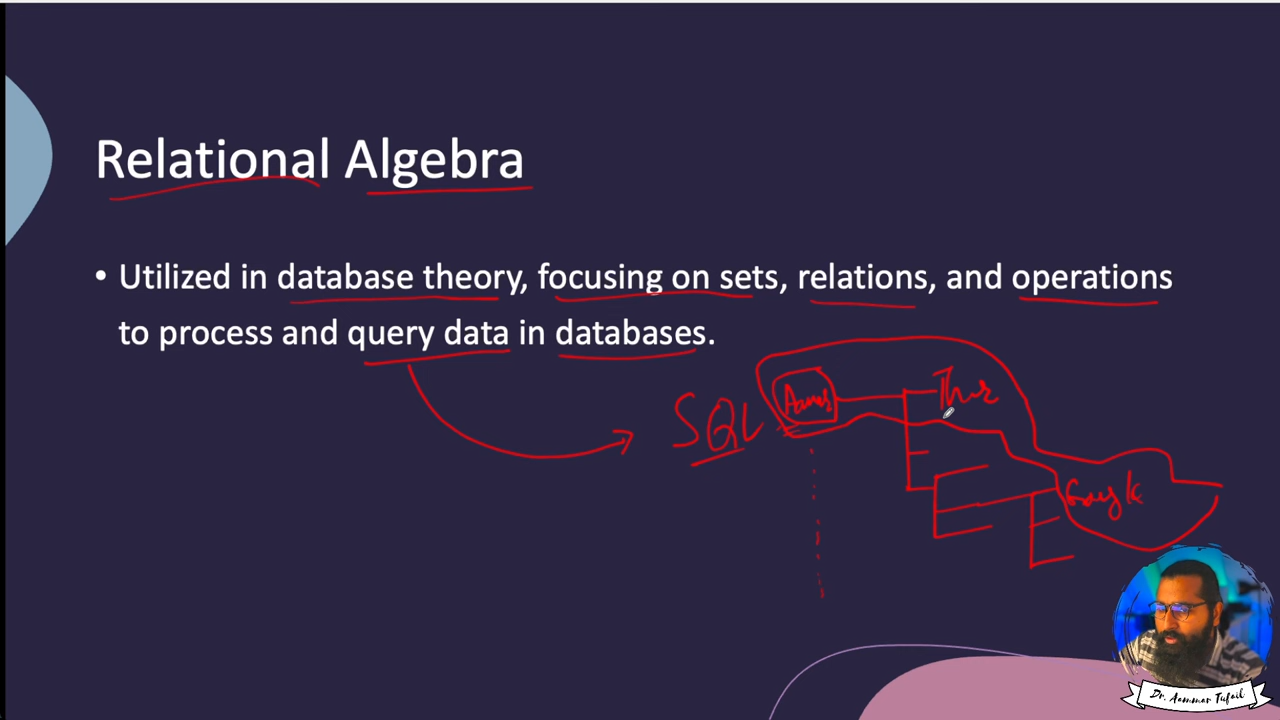 Relational Algebra
• Utilized in database theory, focusing on sets, relations, and operations
to process and query data in databases.
SQL
Dr. Aammar Tufail